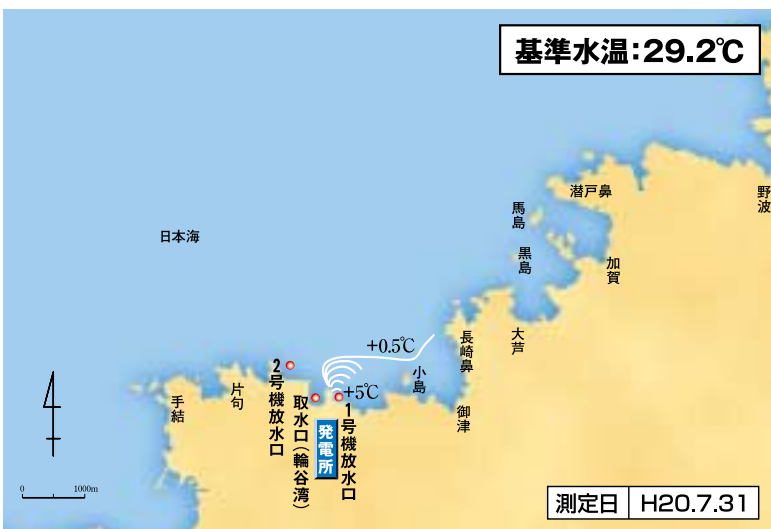 基準水温:29.2℃
潜戸鼻
野波
馬島
日本海
黒島
加賀
大芦
長崎鼻
+0.5℃
小島
+5℃
2号機放水口
片句
手結
取水口(輪谷湾)
発電所
1号機放水口
御津
0 1000m
測定日 H20.7.31